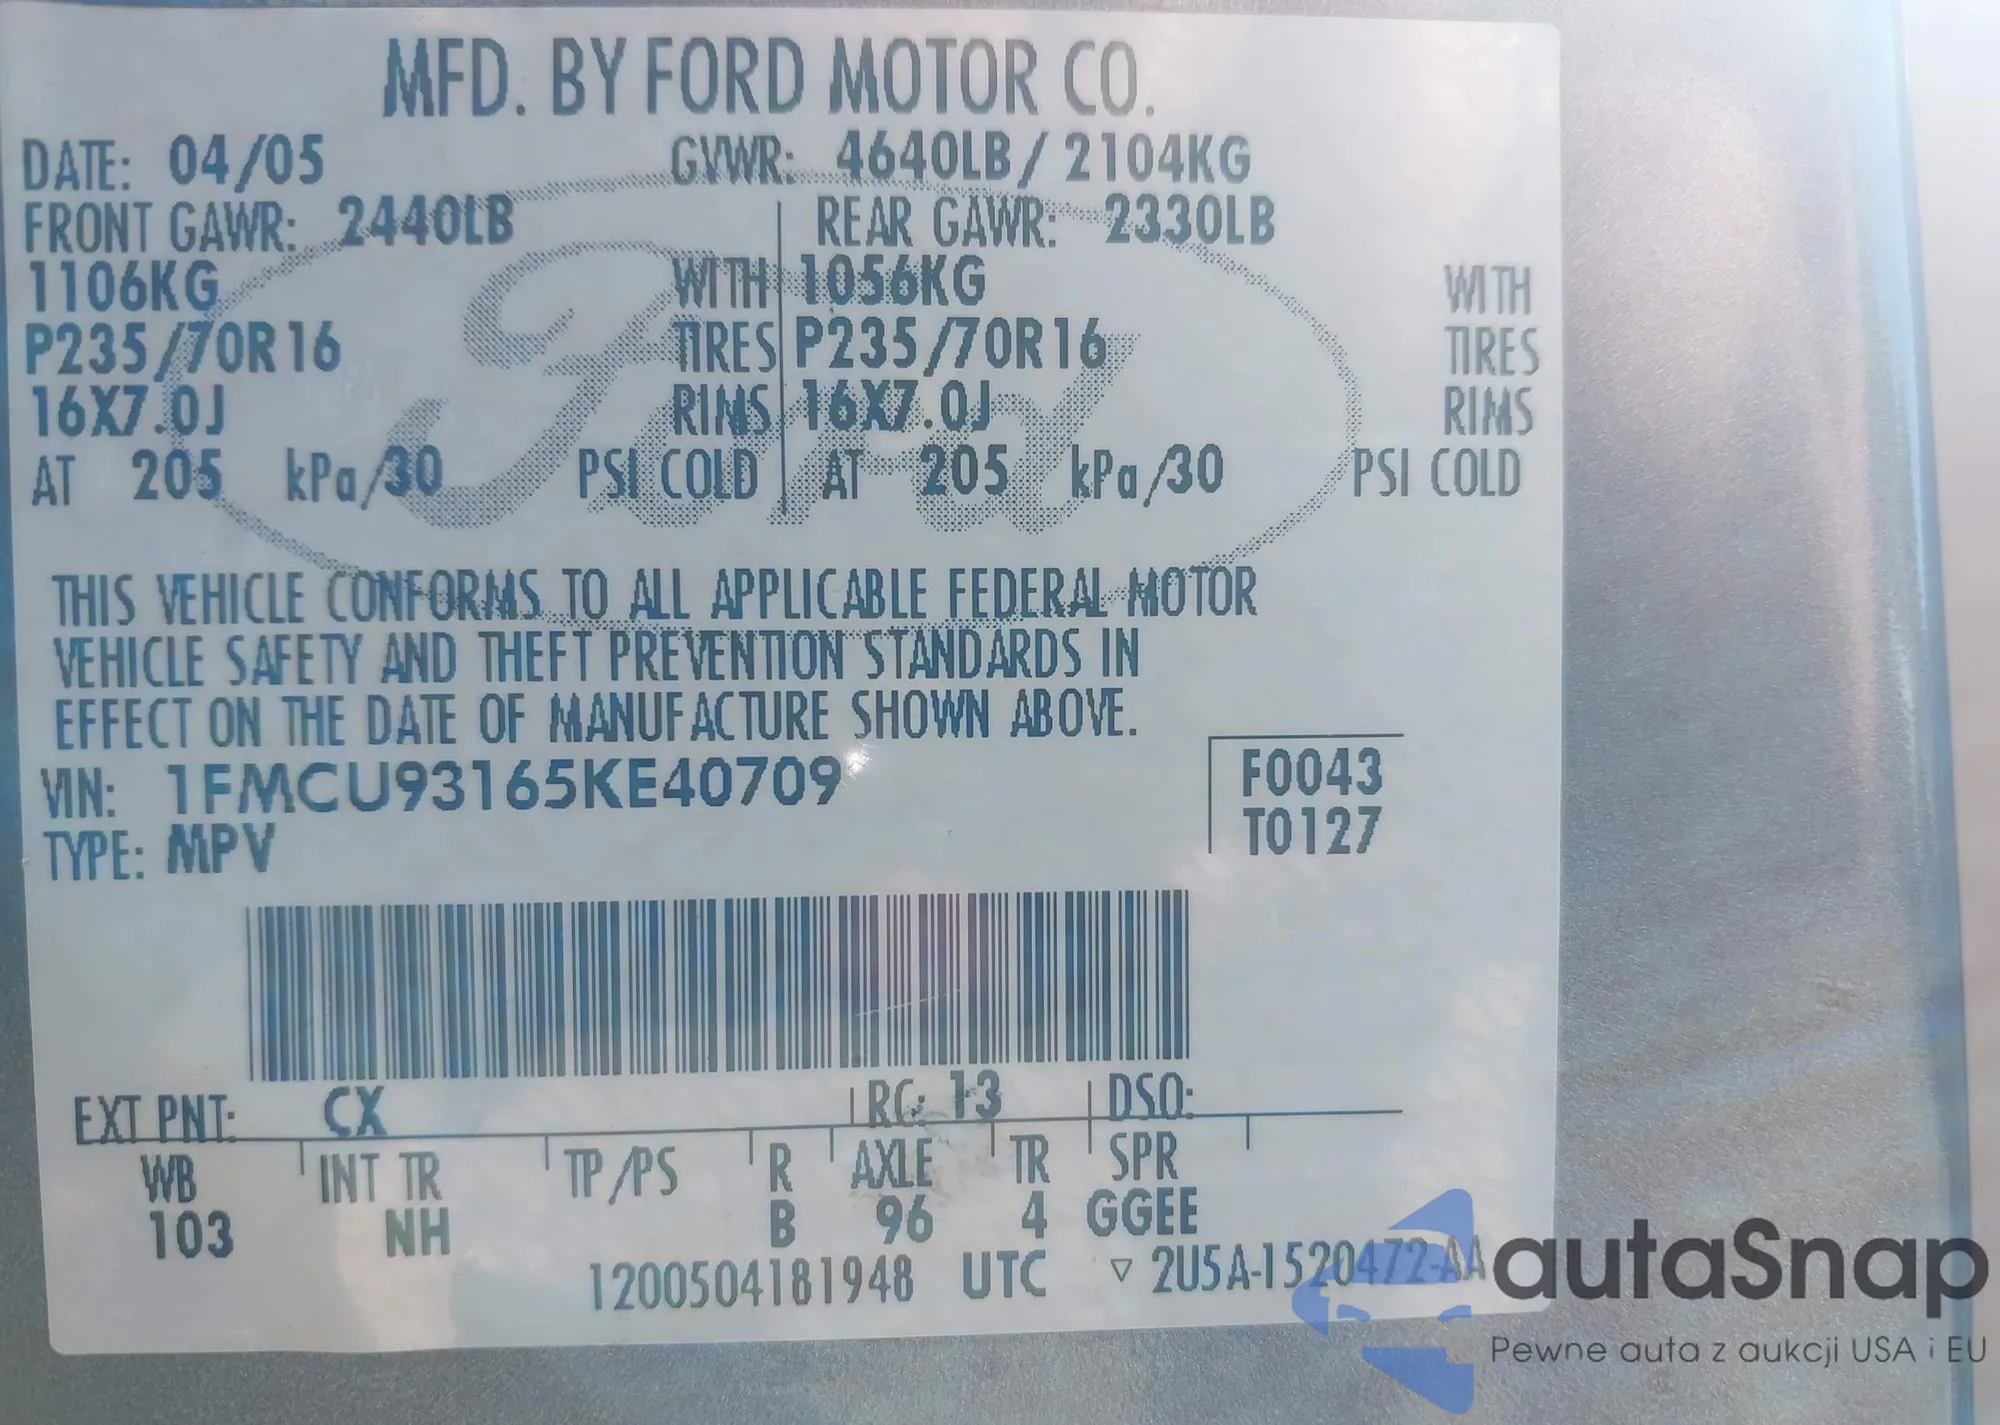 MFD. BY FORD MOTOR CO.
DATE: 04/05 GVWR: 4640LB/2104KG
FRONT GAWR: 2440LB REAR GAWR: 2330LB
1106KG WITH 1056KG WITH
P235/70R16 TIRES P235/70R16 TIRES
16X7.0J RIMS 16X7.0J RIMS
AT 205 kPa/30 PSI COLD AT 205 kPa/30 PSI COLD
Ford
THIS VEHICLE CONFORMS TO ALL APPLICABLE FEDERAL MOTOR
VEHICLE SAFETY AND THEFT PREVENTION STANDARDS IN
EFFECT ON THE DATE OF MANUFACTURE SHOWN ABOVE.
VIN: 1FMCU93165KE40709
F0043
TYPE: MPV
T0127
EXT PNT: CX RC: 13 DSO:
WB INT TR TP/PS R AXLE TR SPR
103 NH B 96 4 GGEE
1200504181948 UTC ▽ 2U5A-1520472-AA
autaSnap
Pewne auta z aukcji USA i EU